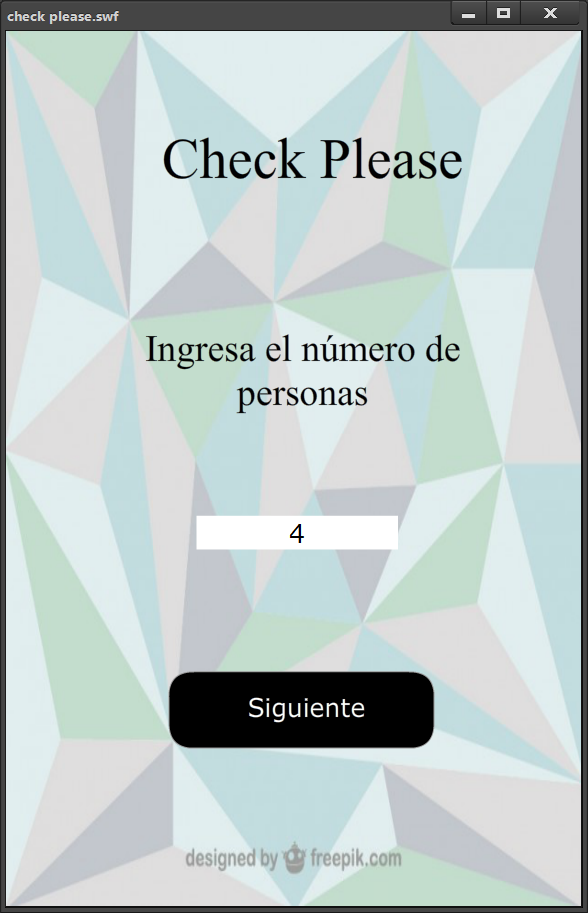 check please.swf
Check Please
Ingresa el número de
personas
4
Siguiente
designed by freepik.com